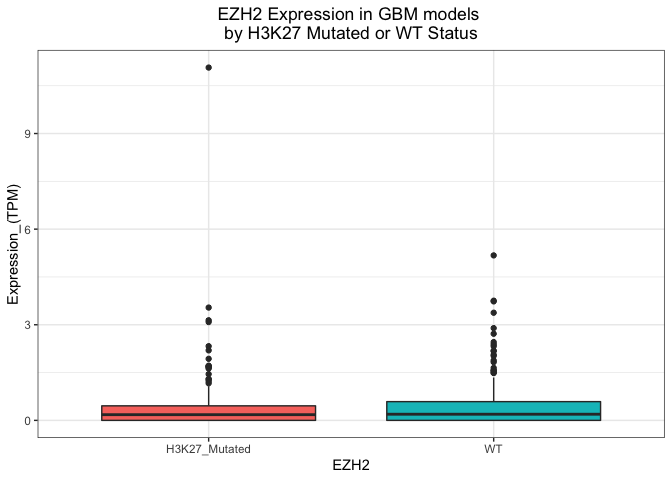 EZH2 Expression in GBM models
by H3K27 Mutated or WT Status
Expression_(TPM)
9
6
3
0
H3K27_Mutated
WT
EZH2